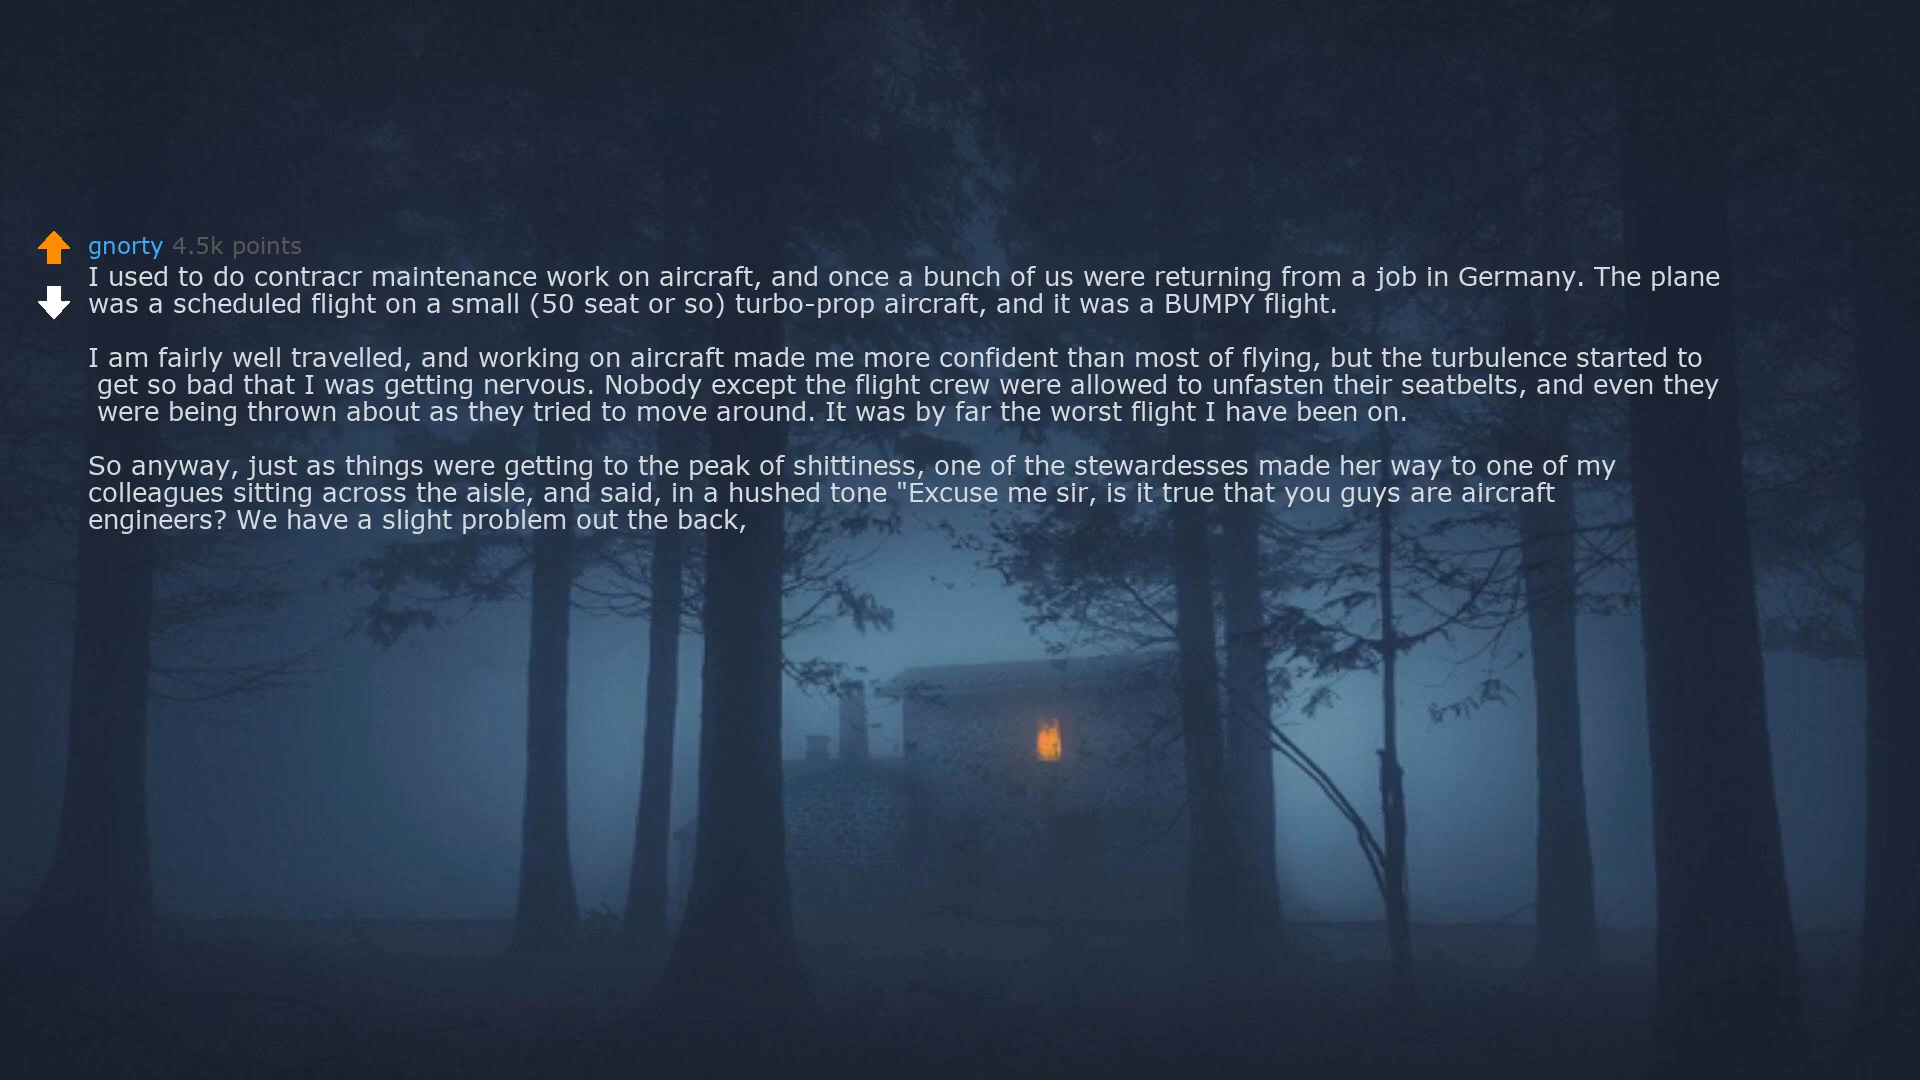 gnorty 4.5k points
I used to do contracr maintenance work on aircraft, and once a bunch of us were returning from a job in Germany. The plane
was a scheduled flight on a small (50 seat or so) turbo-prop aircraft, and it was a BUMPY flight.
I am fairly well travelled, and working on aircraft made me more confident than most of flying, but the turbulence started to
get so bad that I was getting nervous. Nobody except the flight crew were allowed to unfasten their seatbelts, and even they
were being thrown about as they tried to move around. It was by far the worst flight I have been on.
So anyway, just as things were getting to the peak of shittiness, one of the stewardesses made her way to one of my
colleagues sitting across the aisle, and said, in a hushed tone "Excuse me sir, is it true that you guys are aircraft
engineers? We have a slight problem out the back,